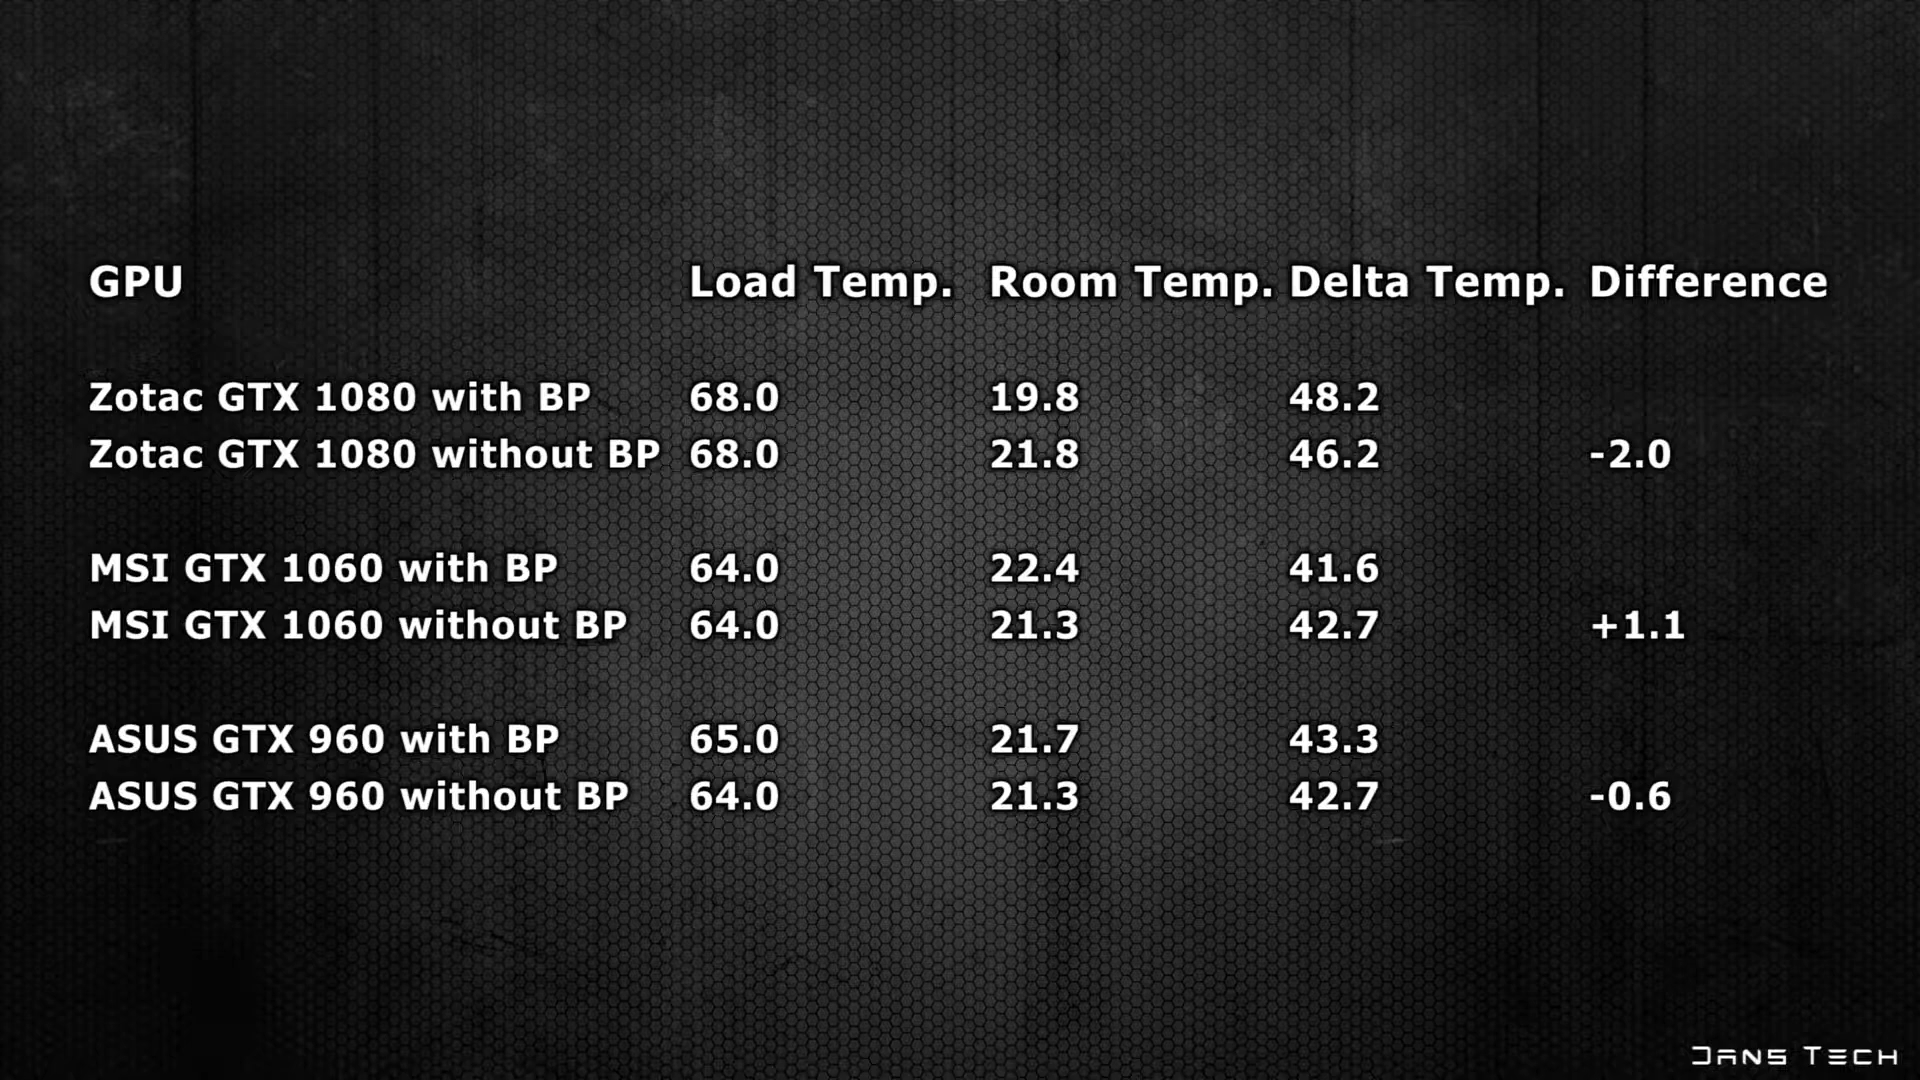 GPU Load Temp. Room Temp. Delta Temp. Difference
Zotac GTX 1080 with BP 68.0 19.8 48.2
Zotac GTX 1080 without BP 68.0 21.8 46.2 -2.0
MSI GTX 1060 with BP 64.0 22.4 41.6
MSI GTX 1060 without BP 64.0 21.3 42.7 +1.1
ASUS GTX 960 with BP 65.0 21.7 43.3
ASUS GTX 960 without BP 64.0 21.3 42.7 -0.6
JANS TECH